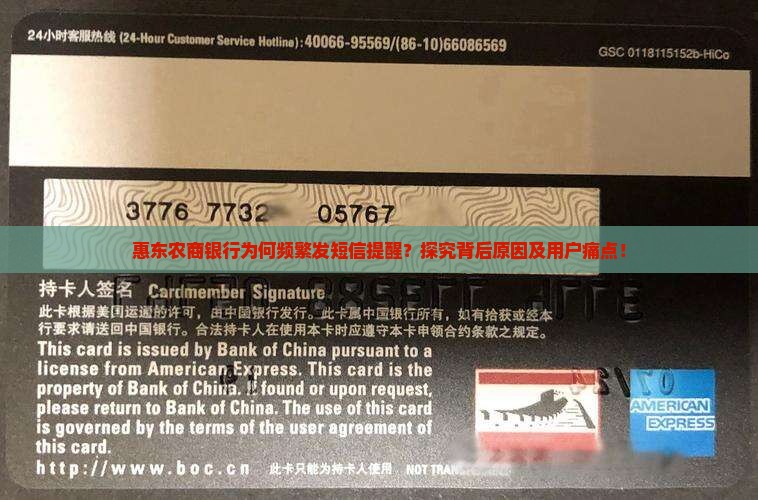 24小时客服热线 (24-Hour Customer Service Hotline):40066-95569/(86-10)66086569
GSC 0118115152b-HiCo
3776 7732 05767
惠东农商银行为何频繁发短信提醒？探究背后原因及用户痛点！
持卡人签名 Cardmember Signature
此卡根据美国运通的许可，由中国银行发行。此卡属中国银行所有，如有拾获或经本
行要求请送回中国银行。合法持卡人在使用本卡时应遵守本卡申领合约条款之规定。
This card is issued by Bank of China pursuant to a
license from American Express. This card is the
property of Bank of China. If found or upon request,
please return to Bank of China. The use of this card
is governed by the terms of the user agreement of
this card.
http://www.boc.cn 此卡只能为持卡人使用 NOT
AMERICAN
EXPRESS